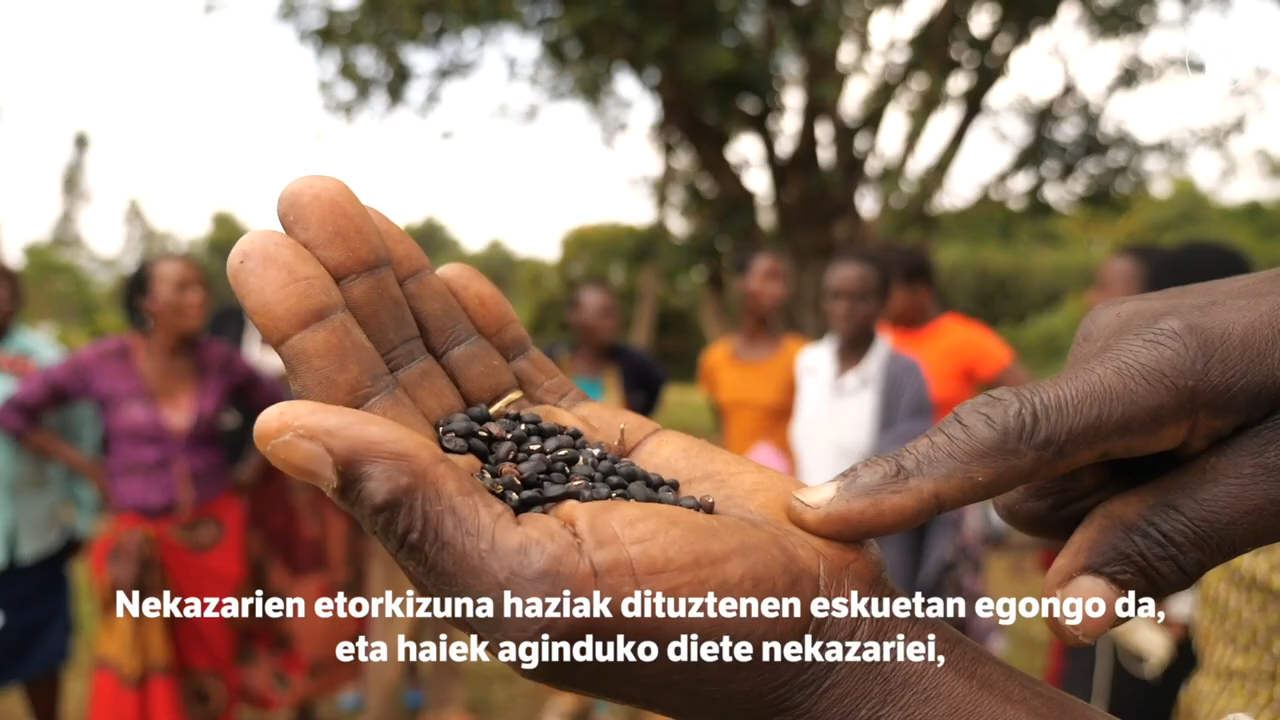 Nekazarien etorkizuna haziak dituztenen eskuetan egongo da,
eta haiek aginduko diete nekazariei,